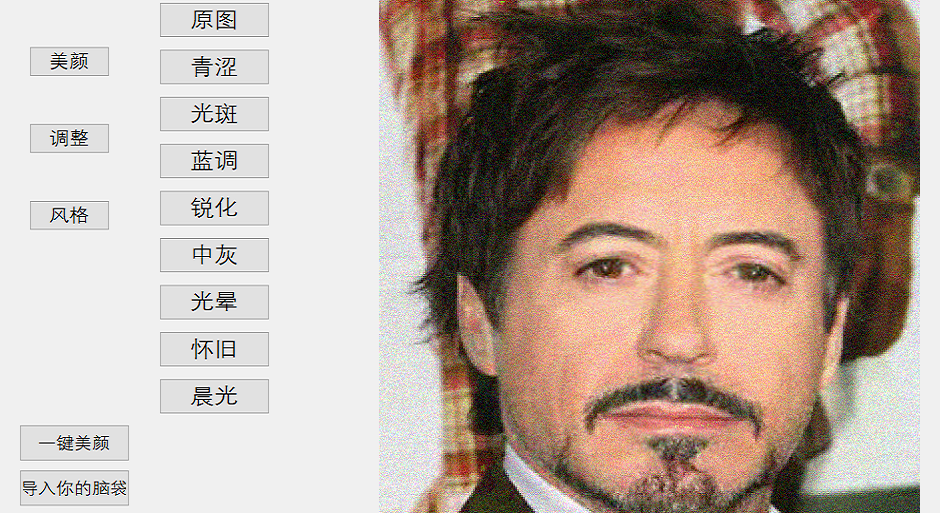 原图
美颜
青涩
光斑
调整
蓝调
风格
锐化
中灰
光晕
怀旧
晨光
一键美颜
导入你的脑袋